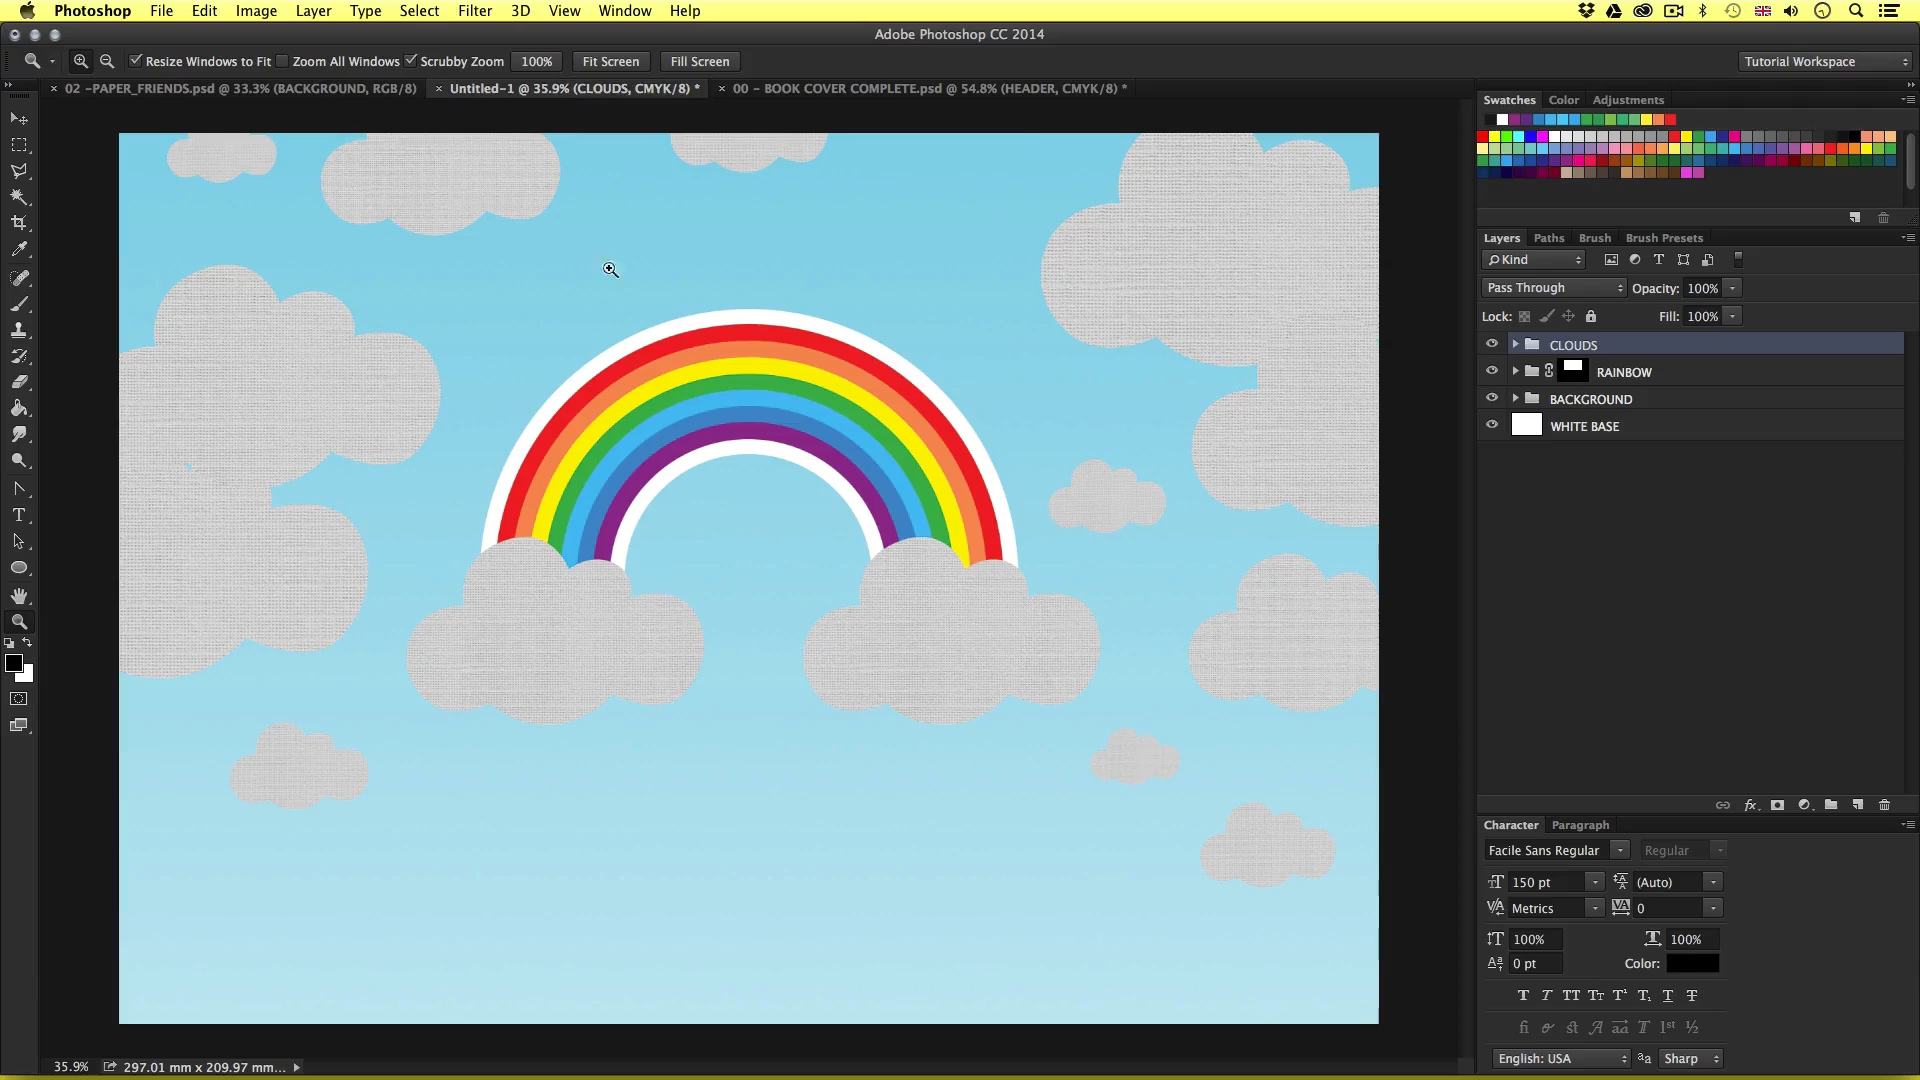 Photoshop File Edit Image Layer Type Select Filter 3D View Window Help
Adobe Photoshop CC 2014
Resize Windows to Fit Zoom All Windows Scrubby Zoom 100% Fit Screen Fill Screen Tutorial Workspace
02 -PAPER_FRIENDS.psd @ 33.3% (BACKGROUND, RGB/8) Untitled-1 @ 35.9% (CLOUDS, CMYK/8) * 00 - BOOK COVER COMPLETE.psd @ 54.8% (HEADER, CMYK/8) *
Swatches Color Adjustments
Layers Paths Brush Brush Presets
Kind
Pass Through Opacity: 100%
Lock: Fill: 100%
CLOUDS
RAINBOW
BACKGROUND
WHITE BASE
Character Paragraph
Facile Sans Regular Regular
150 pt (Auto)
Metrics 0
100% 100%
0 pt Color:
English: USA Sharp
35.9% 297.01 mm x 209.97 mm...